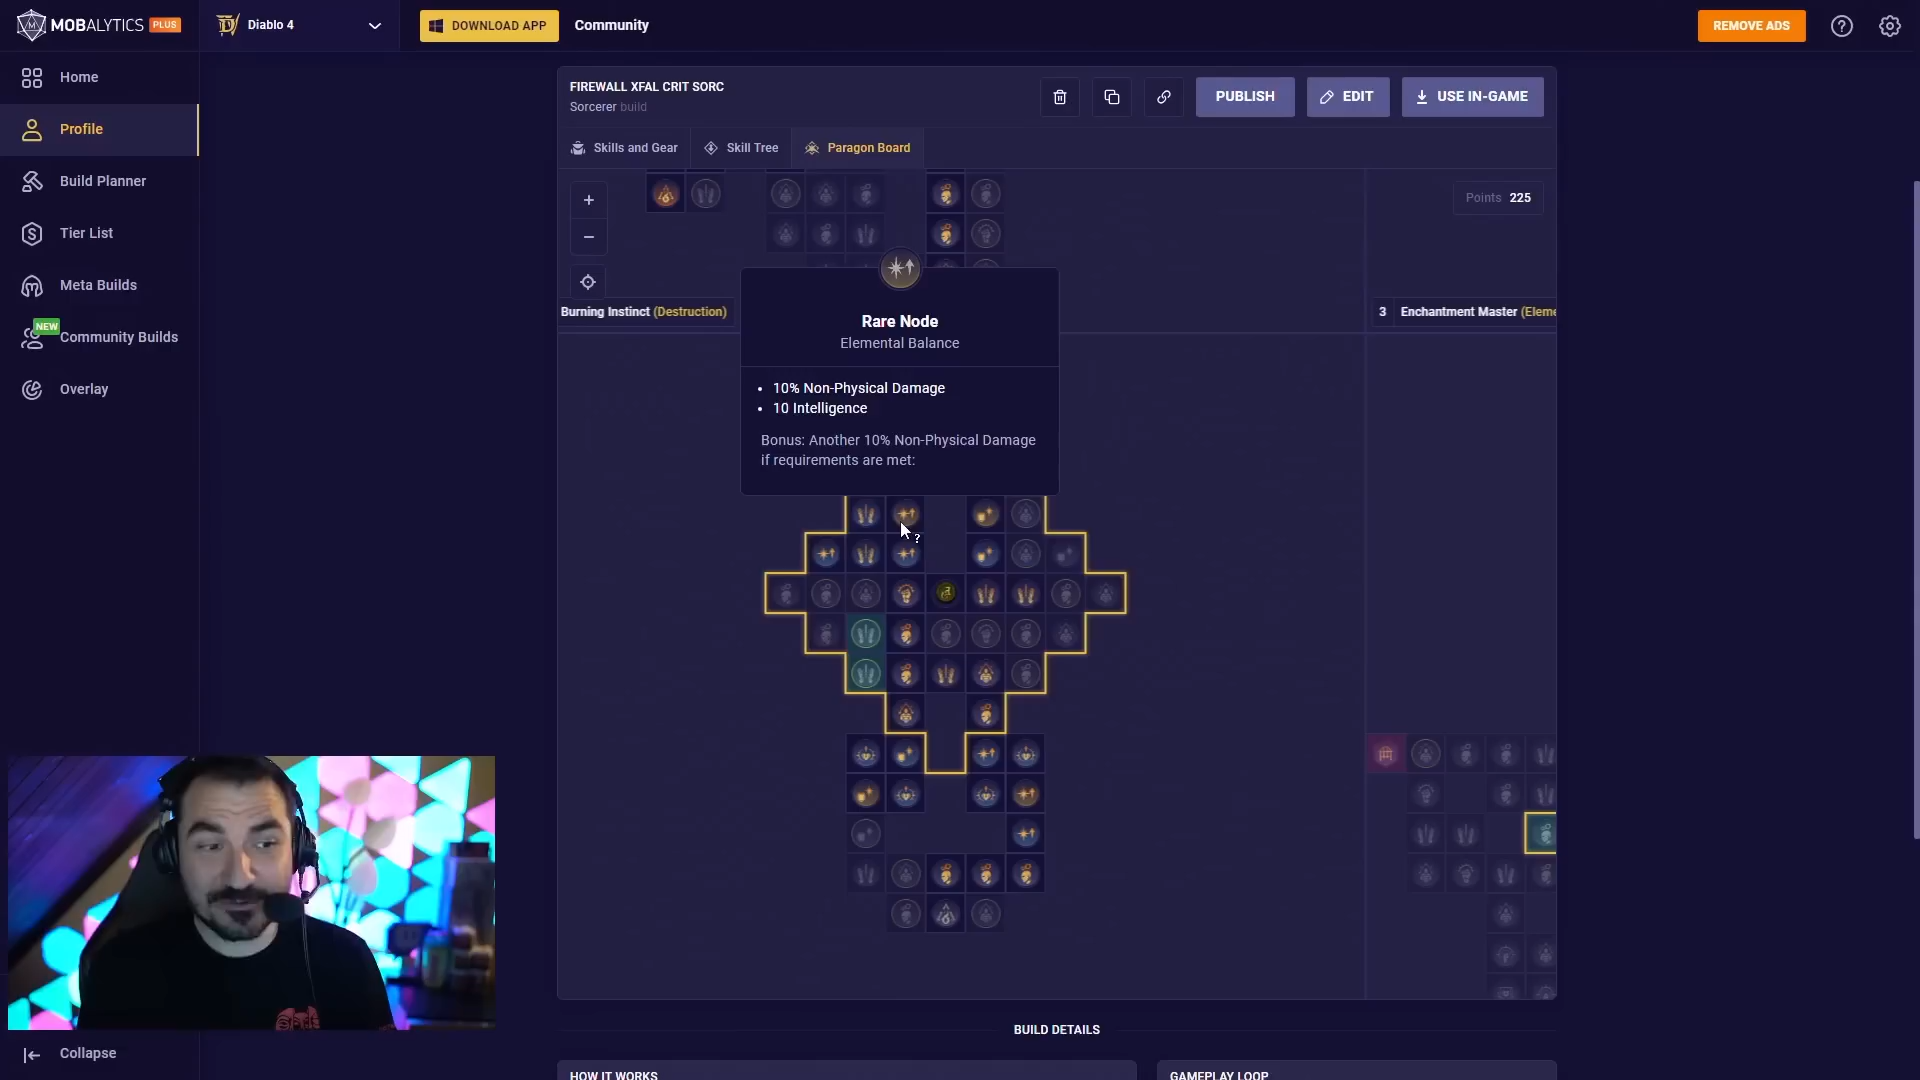 MOBALYTICS PLUS
Diablo 4
DOWNLOAD APP
Community
REMOVE ADS
Home
Profile
Build Planner
Tier List
Meta Builds
NEW
Community Builds
Overlay
Collapse
FIREWALL XFAL CRIT SORC
Sorcerer build
PUBLISH
EDIT
USE IN-GAME
Skills and Gear
Skill Tree
Paragon Board
+
−
Points 225
Burning Instinct (Destruction)
3 Enchantment Master (Eleme
Rare Node
Elemental Balance
• 10% Non-Physical Damage
• 10 Intelligence
Bonus: Another 10% Non-Physical Damage
if requirements are met:
BUILD DETAILS
HOW IT WORKS
GAMEPLAY LOOP